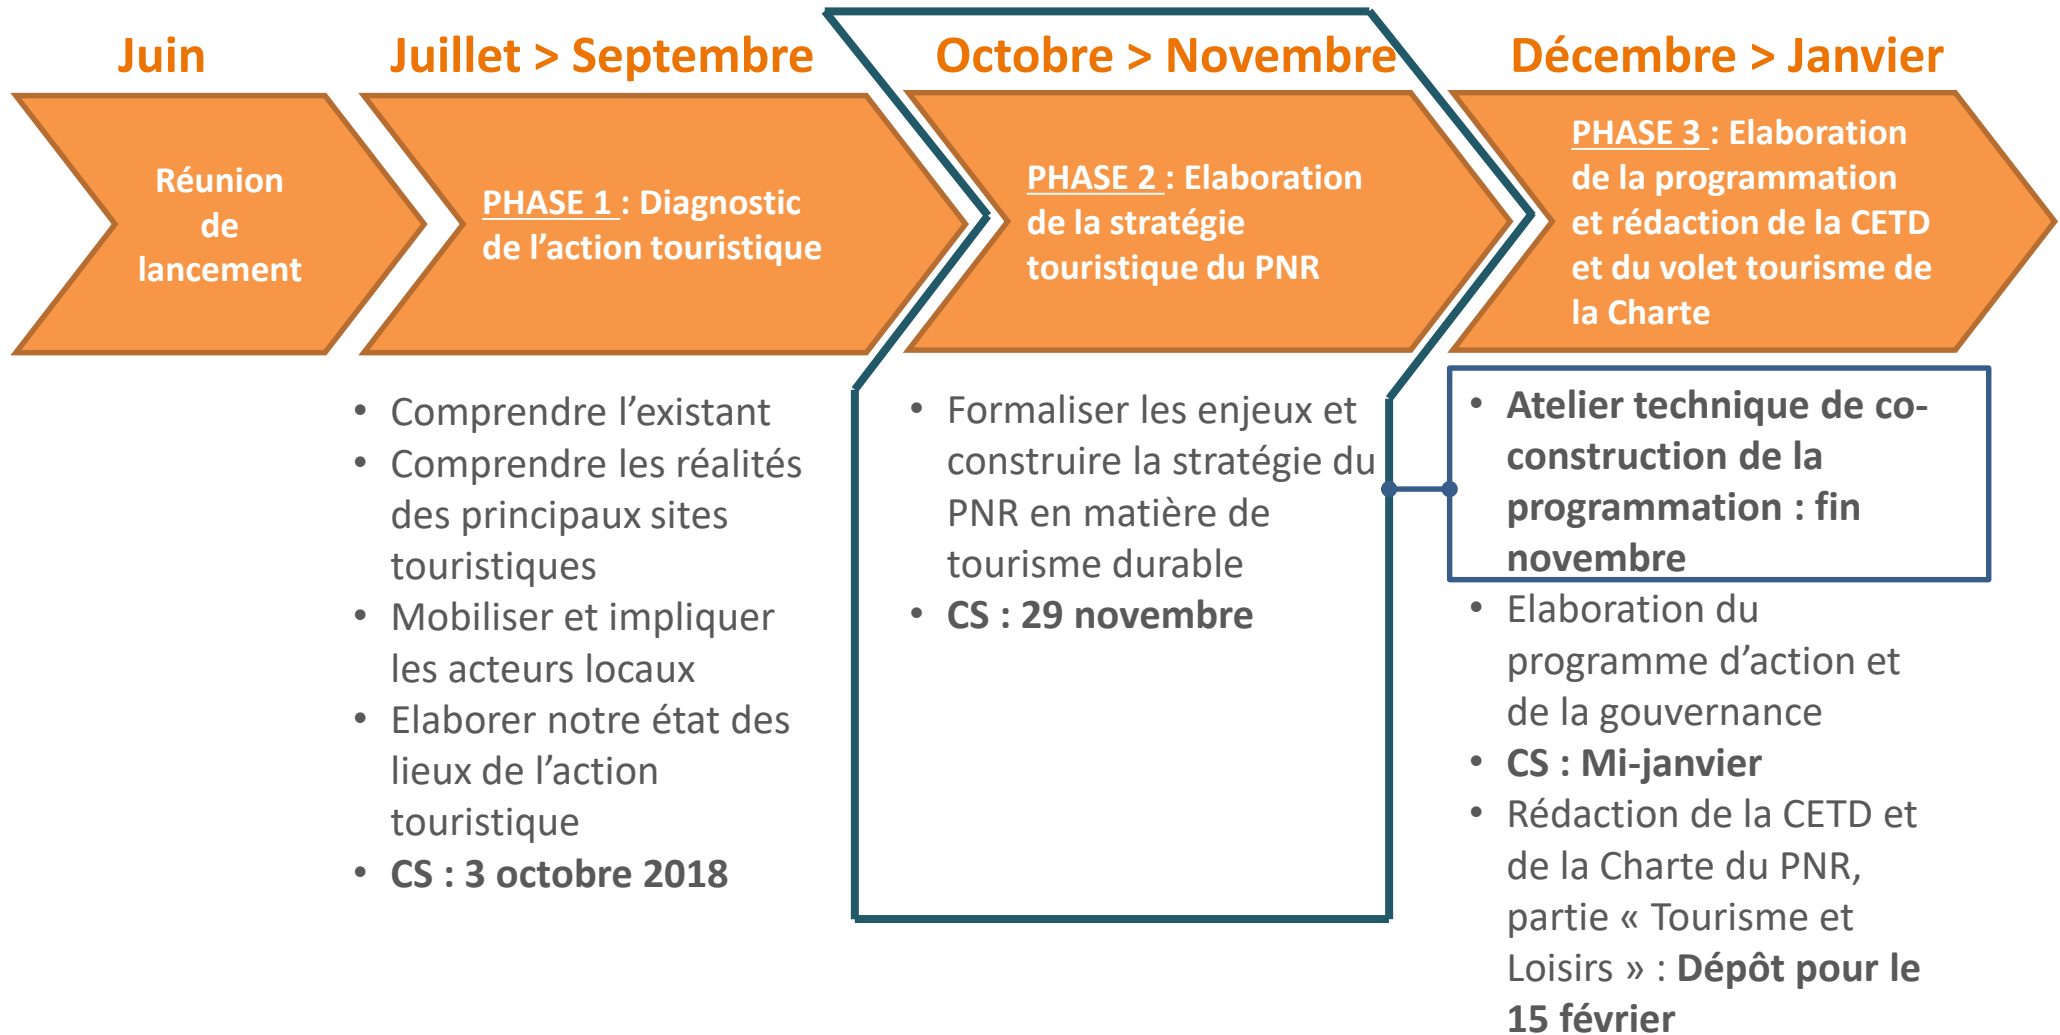 Juin
Juillet > Septembre
Octobre > Novembre
Décembre > Janvier
Réunion
de
lancement
PHASE 1 : Diagnostic
de l’action touristique
PHASE 2 : Elaboration
de la stratégie
touristique du PNR
PHASE 3 : Elaboration
de la programmation
et rédaction de la CETD
et du volet tourisme de
la Charte
• Comprendre l’existant
• Comprendre les réalités
des principaux sites
touristiques
• Mobiliser et impliquer
les acteurs locaux
• Elaborer notre état des
lieux de l’action
touristique
• CS : 3 octobre 2018
• Formaliser les enjeux et
construire la stratégie du
PNR en matière de
tourisme durable
• CS : 29 novembre
• Atelier technique de co-
construction de la
programmation : fin
novembre
• Elaboration du
programme d’action et
de la gouvernance
• CS : Mi-janvier
• Rédaction de la CETD et
de la Charte du PNR,
partie « Tourisme et
Loisirs » : Dépôt pour le
15 février